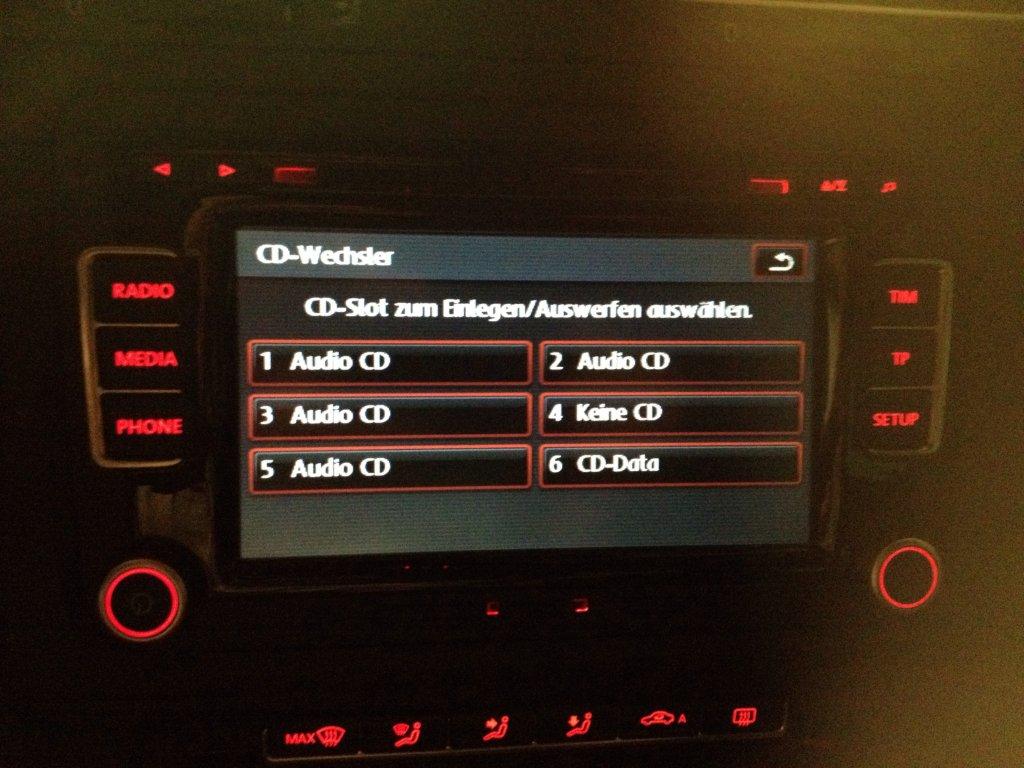 CD-Wechsler
CD-Slot zum Einlegen/Auswerfen auswählen.
1 Audio CD
2 Audio CD
3 Audio CD
4 Keine CD
5 Audio CD
6 CD-Data
RADIO
MEDIA
PHONE
TIM
TP
SETUP
MAX
A